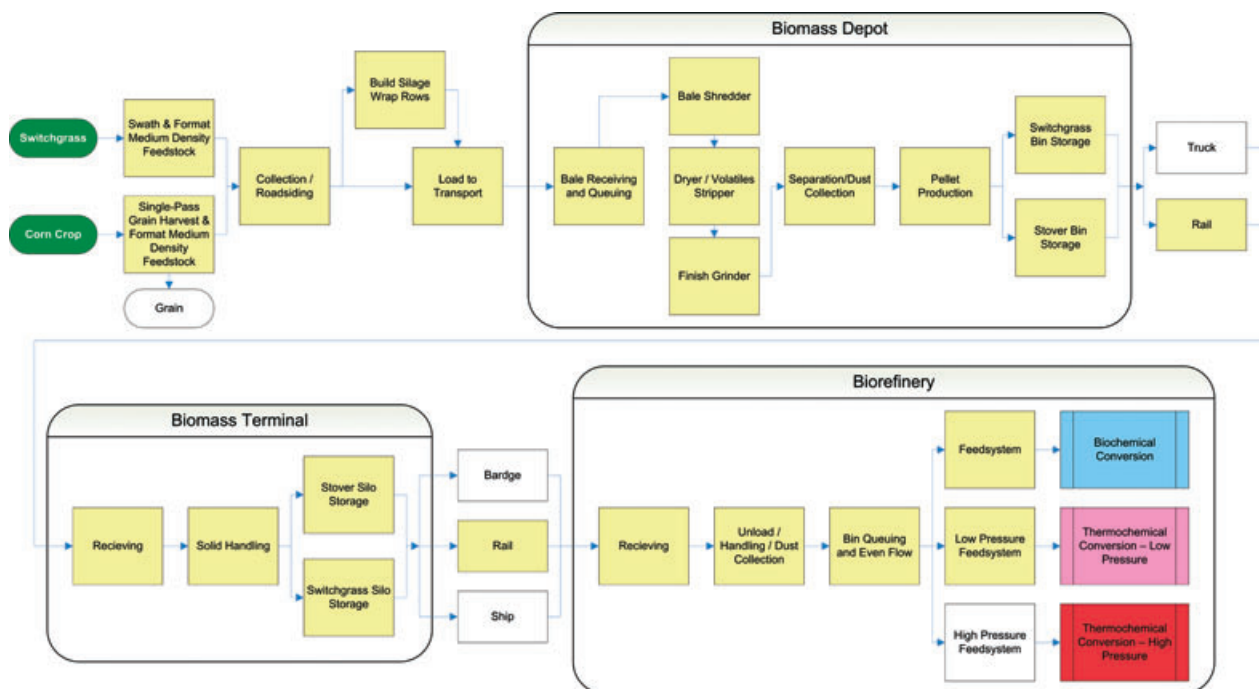 Biomass Depot
Switchgrass
Swath & Format
Medium Density
Feedstock
Corn Crop
Single-Pass
Grain Harvest &
Format Medium
Density
Feedstock
Grain
Collection /
Roadsiding
Build Silage
Wrap Rows
Load to
Transport
Bale Receiving
and Queuing
Bale Shredder
Dryer / Volatiles
Stripper
Finish Grinder
Separation/Dust
Collection
Pellet
Production
Switchgrass
Bin Storage
Stover Bin
Storage
Truck
Rail
Biomass Terminal
Recieving
Solid Handling
Stover Silo
Storage
Switchgrass Silo
Storage
Bardge
Rail
Ship
Biorefinery
Recieving
Unload /
Handling / Dust
Collection
Bin Queuing
and Even Flow
Feedsystem
Low Pressure
Feedsystem
High Pressure
Feedsystem
Biochemical
Conversion
Thermochemical
Conversion – Low
Pressure
Thermochemical
Conversion – High
Pressure